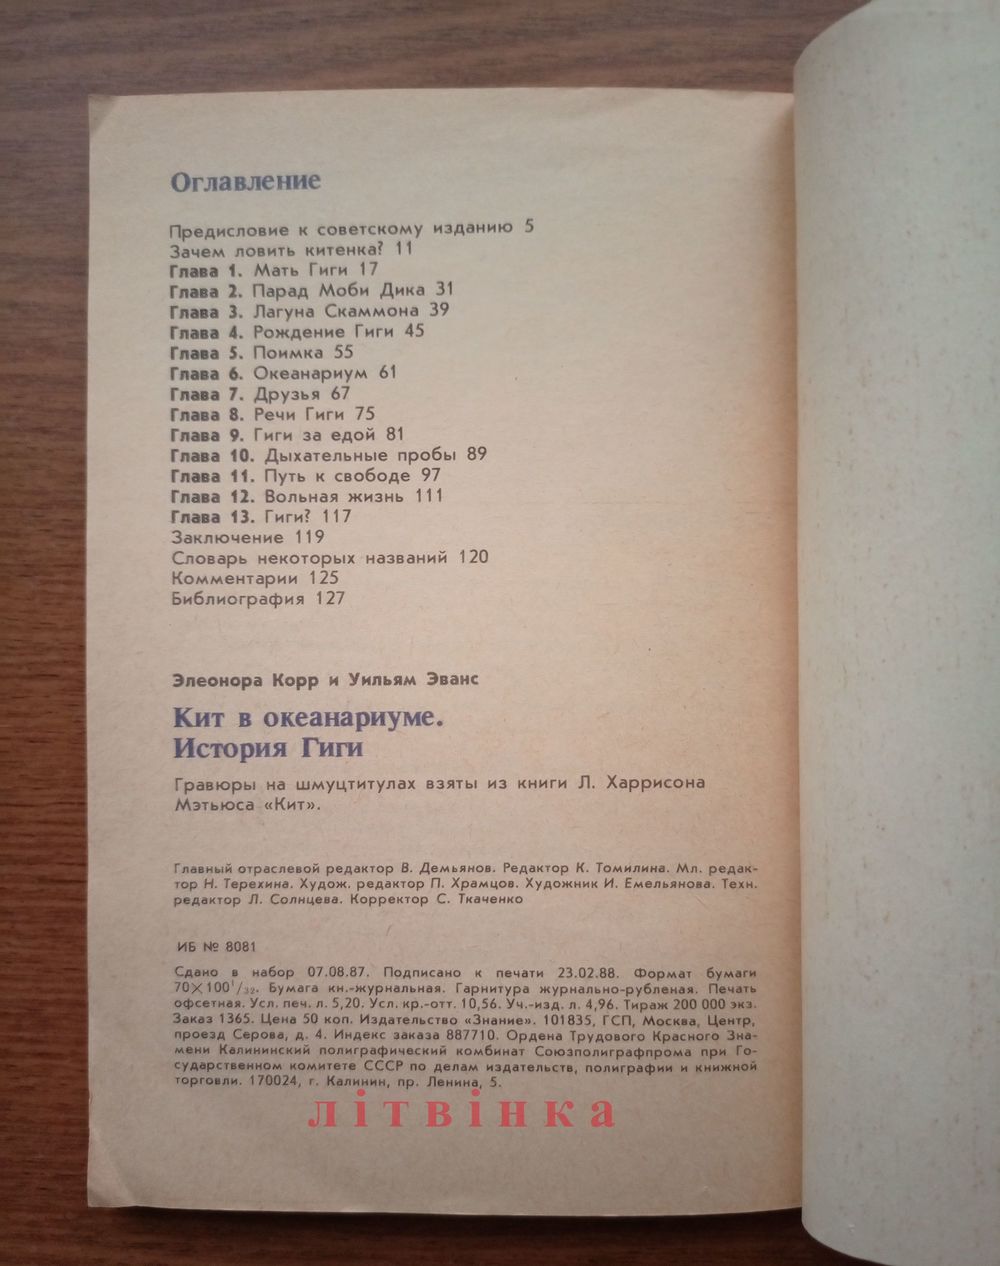 Оглавление
Предисловие к советскому изданию 5
Зачем ловить китенка? 11
Глава 1. Мать Гиги 17
Глава 2. Парад Моби Дика 31
Глава 3. Лагуна Скаммона 39
Глава 4. Рождение Гиги 45
Глава 5. Поимка 55
Глава 6. Океанариум 61
Глава 7. Друзья 67
Глава 8. Речи Гиги 75
Глава 9. Гиги за едой 81
Глава 10. Дыхательные пробы 89
Глава 11. Путь к свободе 97
Глава 12. Вольная жизнь 111
Глава 13. Гиги? 117
Заключение 119
Словарь некоторых названий 120
Комментарии 125
Библиография 127
Элеонора Корр и Уильям Эванс
Кит в океанариуме.
История Гиги
Гравюры на шмуцтитулах взяты из книги Л. Харрисона
Мэтьюса «Кит».
Главный отраслевой редактор В. Демьянов. Редактор К. Томилина. Мл. редак-
тор Н. Терехина. Худож. редактор П. Храмцов. Художник И. Емельянова. Техн.
редактор Л. Солнцева. Корректор С. Ткаченко
ИБ № 8081
Сдано в набор 07.08.87. Подписано к печати 23.02.88. Формат бумаги
70×100¹/₃₂. Бумага кн.-журнальная. Гарнитура журнально-рубленая. Печать
офсетная. Усл. печ. л. 5,20. Усл. кр.-отт. 10,56. Уч.-изд. л. 4,96. Тираж 200 000 экз.
Заказ 1365. Цена 50 коп. Издательство «Знание». 101835, ГСП, Москва, Центр,
проезд Серова, д. 4. Индекс заказа 887710. Ордена Трудового Красного Зна-
мени Калининский полиграфический комбинат Союзполиграфпрома при Го-
сударственном комитете СССР по делам издательств, полиграфии и книжной
торговли. 170024, г. Калинин, пр. Ленина, 5.
літвінка